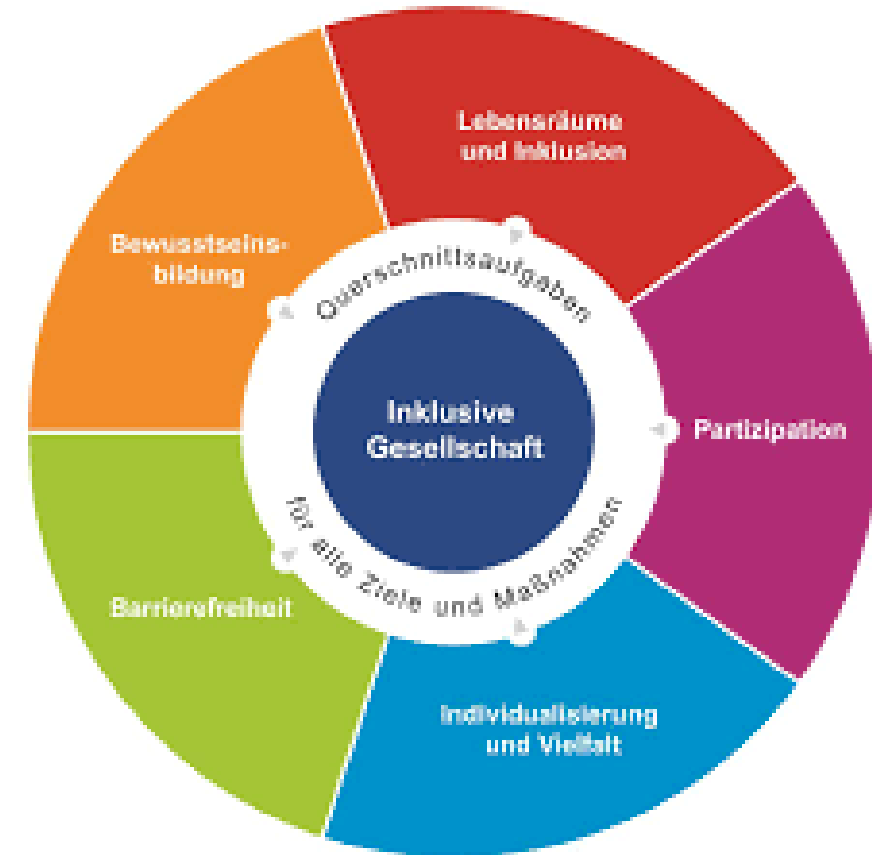 Lebensräume
und Inklusion
Bewusstseins-
bildung
Querschnittsaufgaben
Inklusive
Gesellschaft
Partizipation
für alle Ziele und Maßnahmen
Barrierefreiheit
Individualisierung
und Vielfalt